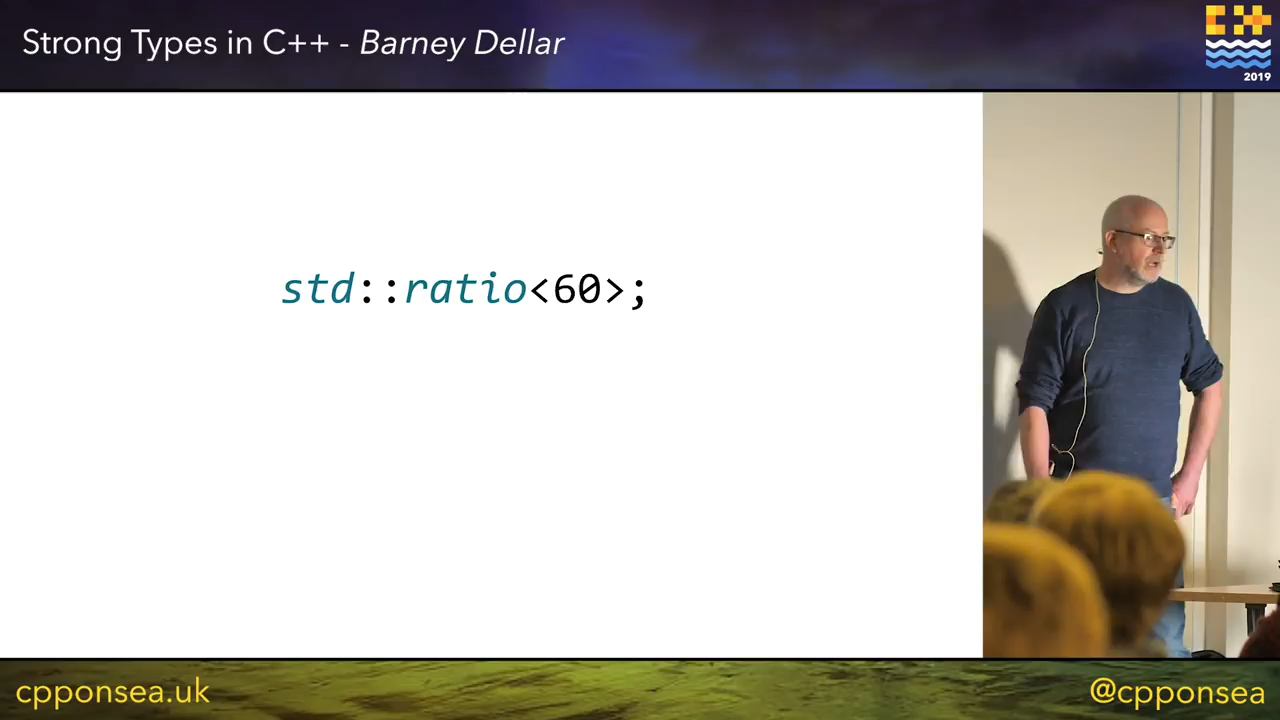 Strong Types in C++ - Barney Dellar
2019
std::ratio<60>;
cpponsea.uk
@cpponsea